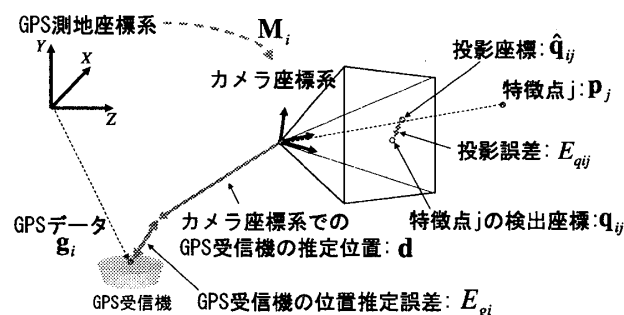 GPS測地座標系
M_i
Y
X
Z
カメラ座標系
投影座標: q̂_ij
特徴点j: p_j
投影誤差: E_qij
GPSデータ
g_i
カメラ座標系での
GPS受信機の推定位置: d
特徴点jの検出座標: q_ij
GPS受信機
GPS受信機の位置推定誤差: E_gi